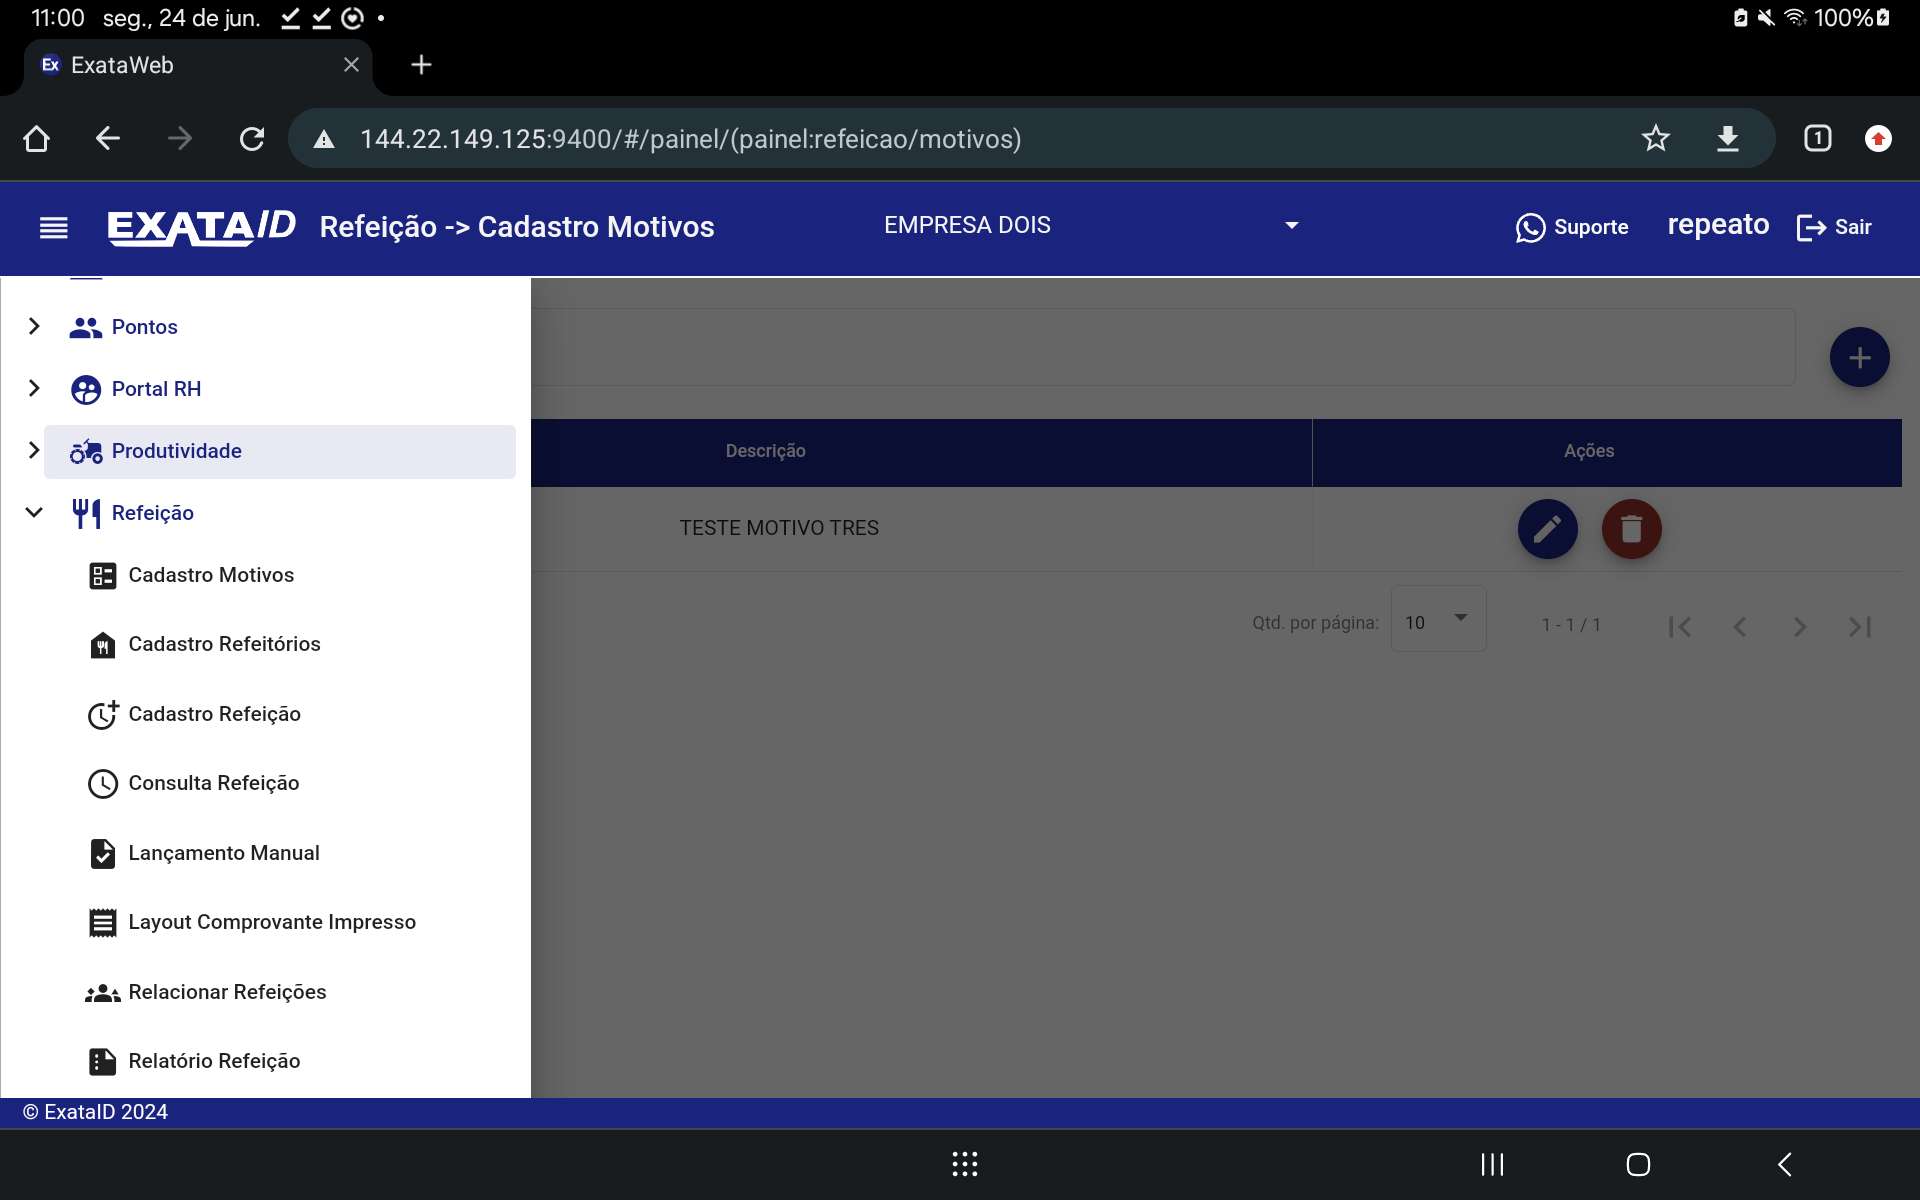 11:00 seg., 24 de jun. 100%
Ex ExataWeb
144.22.149.125:9400/#/painel/(painel:refeicao/motivos)
1
EXATAID Refeição -> Cadastro Motivos EMPRESA DOIS Suporte repeato Sair
Pontos
Portal RH
Produtividade Descrição Ações
Refeição TESTE MOTIVO TRES
Cadastro Motivos
Qtd. por página: 10 1 - 1 / 1
Cadastro Refeitórios
Cadastro Refeição
Consulta Refeição
Lançamento Manual
Layout Comprovante Impresso
Relacionar Refeições
Relatório Refeição
© ExataID 2024